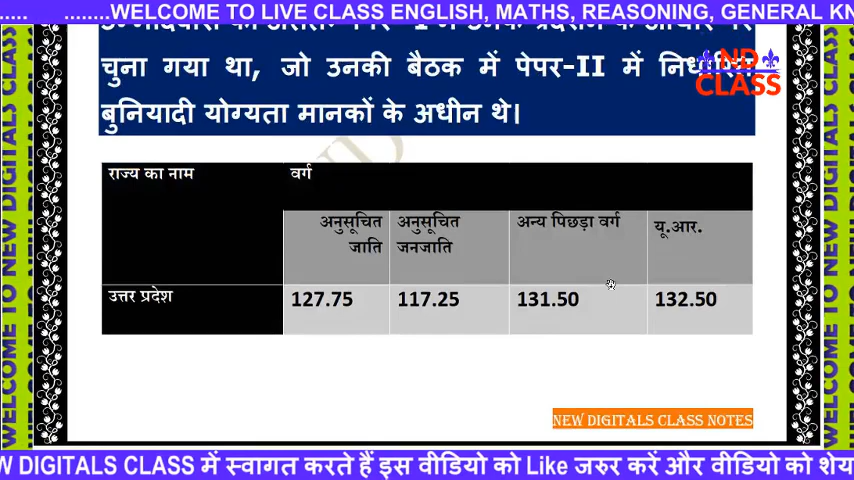 ..... ........WELCOME TO LIVE CLASS ENGLISH, MATHS, REASONING, GENERAL KN
चुना गया था, जो उनकी बैठक में पेपर-II में निर्धारित
बुनियादी योग्यता मानकों के अधीन थे।
ND
CLASS
राज्य का नाम वर्ग
अनुसूचित जाति अनुसूचित जनजाति अन्य पिछड़ा वर्ग यू.आर.
उत्तर प्रदेश 127.75 117.25 131.50 132.50
NEW DIGITALS CLASS NOTES
W DIGITALS CLASS में स्वागत करते हैं इस वीडियो को Like जरुर करें और वीडियो को शेय
WELCOME TO NEW DIGITALS CLASS
WELCOME TO NEW DIGITALS CLASS